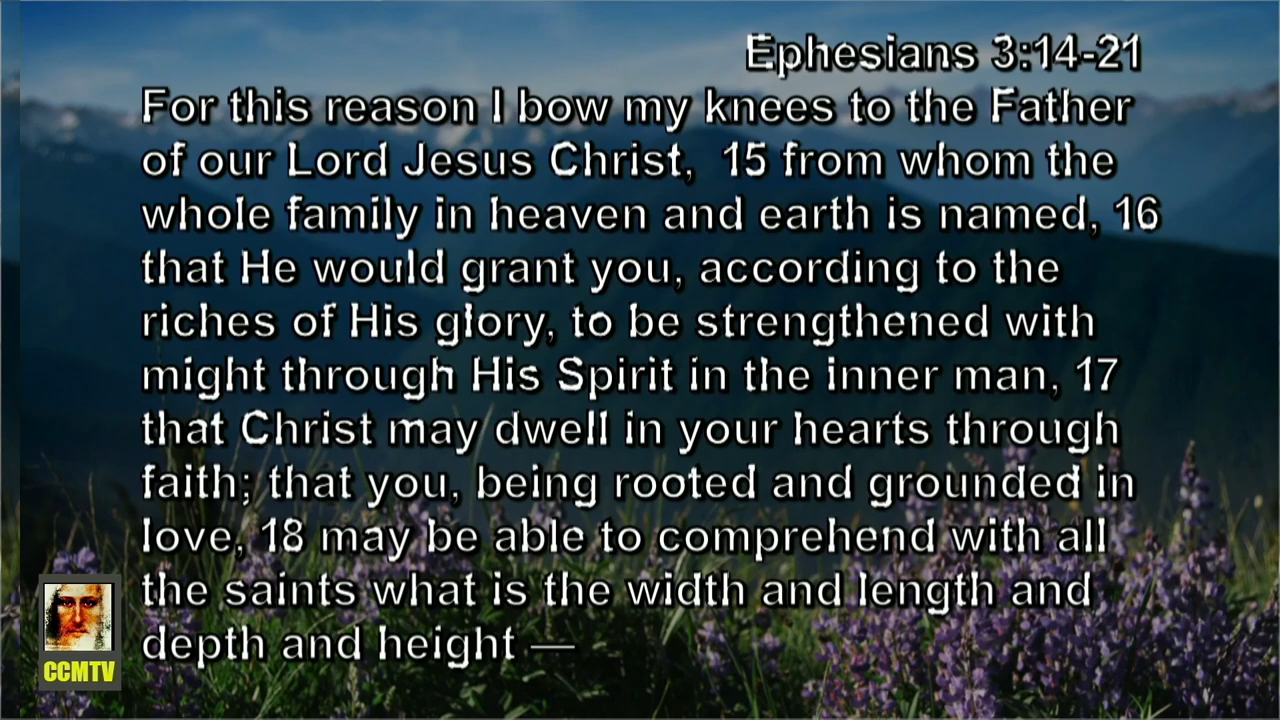 Ephesians 3:14-21
For this reason I bow my knees to the Father
of our Lord Jesus Christ, 15 from whom the
whole family in heaven and earth is named, 16
that He would grant you, according to the
riches of His glory, to be strengthened with
might through His Spirit in the inner man, 17
that Christ may dwell in your hearts through
faith; that you, being rooted and grounded in
love, 18 may be able to comprehend with all
the saints what is the width and length and
depth and height —
CCMTV